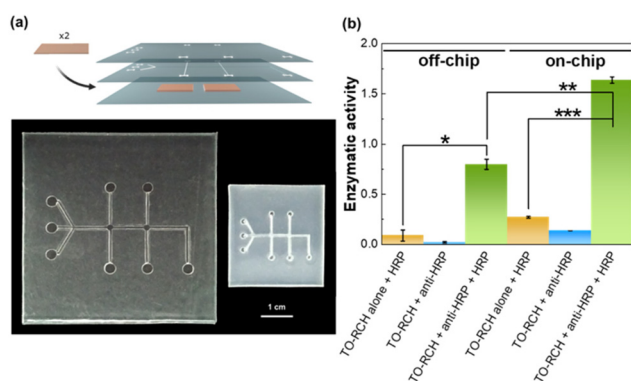 (a)
x2
1 cm
(b)
2.0
1.5
1.0
0.5
0.0
Enzymatic activity
off-chip
on-chip
*
**
***
TO-RCH alone + HRP
TO-RCH + anti-HRP
TO-RCH + anti-HRP + HRP
TO-RCH alone + HRP
TO-RCH + anti-HRP
TO-RCH + anti-HRP + HRP